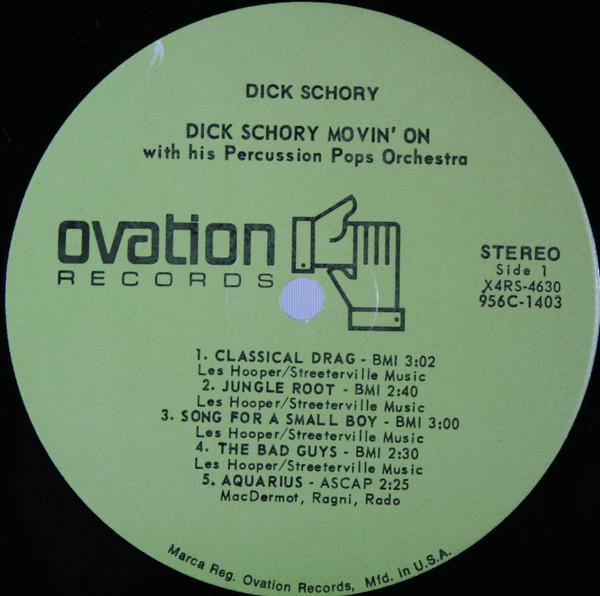 DICK SCHORY
DICK SCHORY MOVIN' ON
with his Percussion Pops Orchestra
ovation
RECORDS
STEREO
Side 1
X4RS-4630
956C-1403
1. CLASSICAL DRAG - BMI 3:02
Les Hooper/Streeterville Music
2. JUNGLE ROOT - BMI 2:40
Les Hooper/Streeterville Music
3. SONG FOR A SMALL BOY - BMI 3:00
Les Hooper/Streeterville Music
4. THE BAD GUYS - BMI 2:30
Les Hooper/Streeterville Music
5. AQUARIUS - ASCAP 2:25
MacDermot, Ragni, Rado
Marca Reg. Ovation Records, Mfd. in U.S.A.